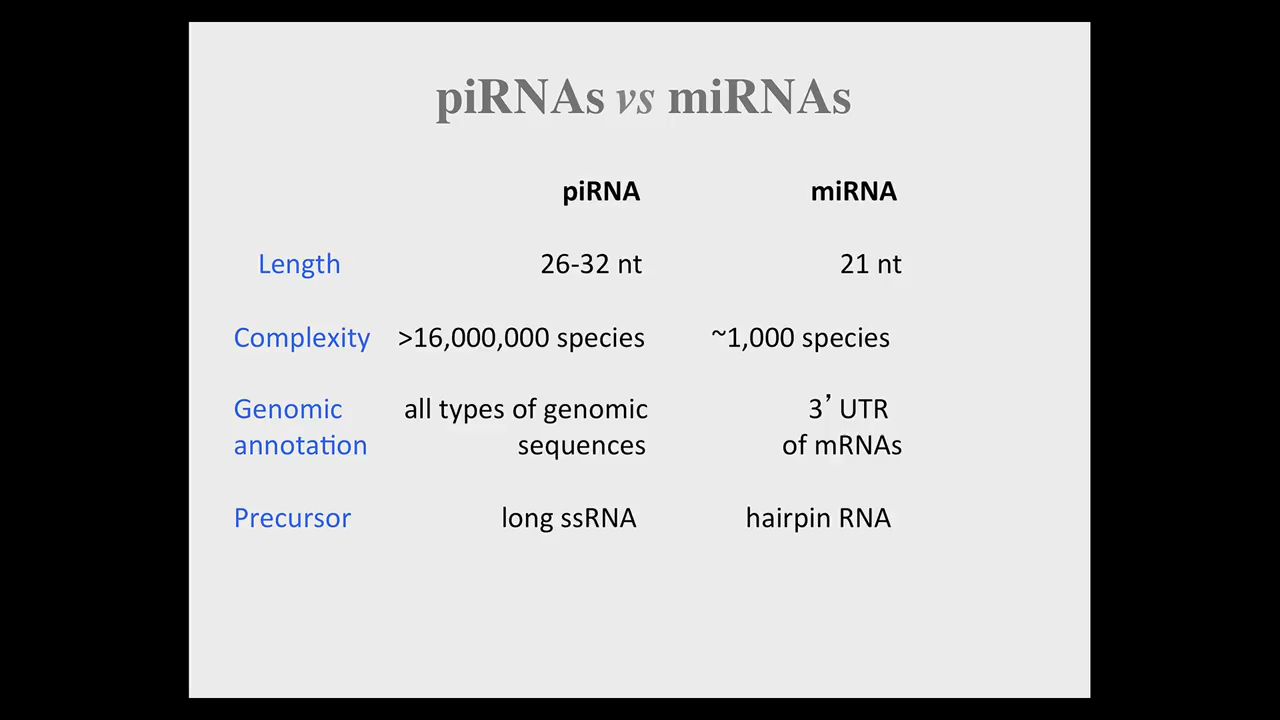 piRNAs vs miRNAs
piRNA miRNA
Length 26-32 nt 21 nt
Complexity >16,000,000 species ~1,000 species
Genomic all types of genomic 3’ UTR
annotation sequences of mRNAs
Precursor long ssRNA hairpin RNA